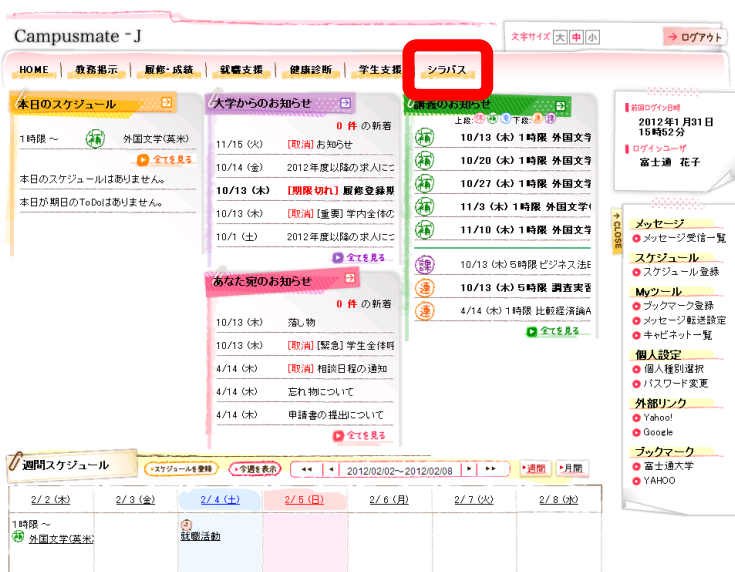 Campusmate-J
文字サイズ 大 中 小
ログアウト
HOME 教務掲示 履修・成績 就職支援 健康診断 学生支援 シラバス
本日のスケジュール
1時限～ 補 外国文学(英米)
全てを見る
本日のスケジュールはありません。
本日が期日のToDoはありません。
大学からのお知らせ
0 件 の新着
11/15 (火) [取消] お知らせ
10/14 (金) 2012年度以降の求人に
10/13 (木) [期限切れ] 履修登録期
10/13 (木) [取消] [重要] 学内全体の
10/1 (土) 2012年度以降の求人に
全てを見る
あなた宛のお知らせ
0 件 の新着
10/13 (木) 落し物
10/13 (木) [取消] [緊急] 学生全体呼
4/14 (木) [取消] 相談日程の通知
4/14 (木) 忘れ物について
4/14 (木) 申請書の提出について
全てを見る
講義のお知らせ
上段: 下段:
補 10/13 (木) 1時限 外国文学
補 10/20 (木) 1時限 外国文学
補 10/27 (木) 1時限 外国文学
補 11/3 (木) 1時限 外国文学(
補 11/10 (木) 1時限 外国文学
課 10/13 (木) 5時限 ビジネス法E
連 10/13 (木) 5時限 調査実習
連 4/14 (木) 1時限 比較経済論A
全てを見る
前回ログイン日時
2012年1月31日
15時52分
ログインユーザ
富士通 花子
CLOSE
メッセージ
メッセージ受信一覧
スケジュール
スケジュール登録
Myツール
ブックマーク登録
メッセージ転送設定
キャビネット一覧
個人設定
個人種別選択
パスワード変更
外部リンク
Yahoo!
Google
ブックマーク
富士通大学
YAHOO
週間スケジュール
スケジュールを登録 今週を表示 2012/02/02～2012/02/08 週間 月間
2/2 (木) 2/3 (金) 2/4 (土) 2/5 (日) 2/6 (月) 2/7 (火) 2/8 (水)
1時限～
補 外国文学(英米)
就職活動